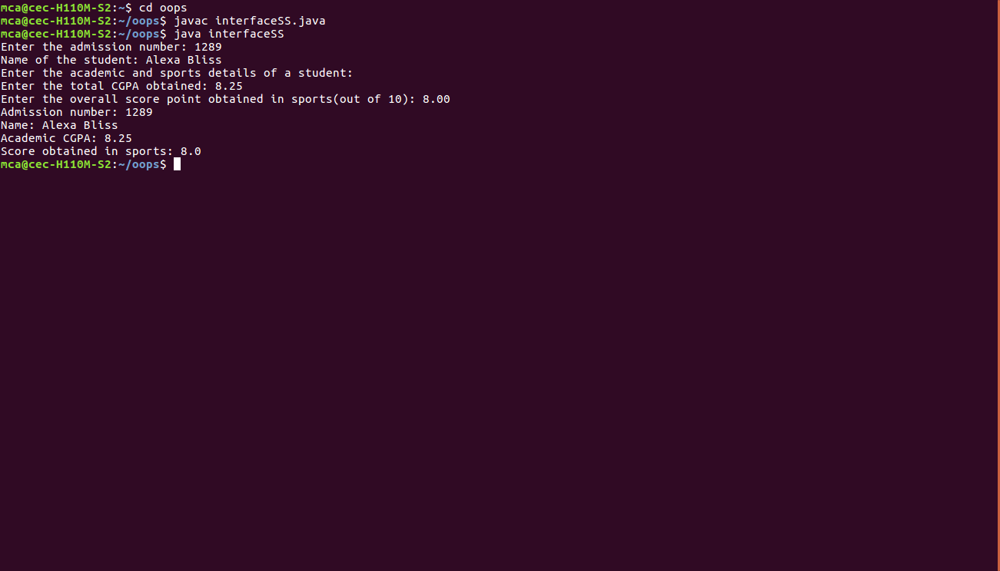 mca@cec-H110M-S2:~$ cd oops
mca@cec-H110M-S2:~/oops$ javac interfaceSS.java
mca@cec-H110M-S2:~/oops$ java interfaceSS
Enter the admission number: 1289
Name of the student: Alexa Bliss
Enter the academic and sports details of a student:
Enter the total CGPA obtained: 8.25
Enter the overall score point obtained in sports(out of 10): 8.00
Admission number: 1289
Name: Alexa Bliss
Academic CGPA: 8.25
Score obtained in sports: 8.0
mca@cec-H110M-S2:~/oops$